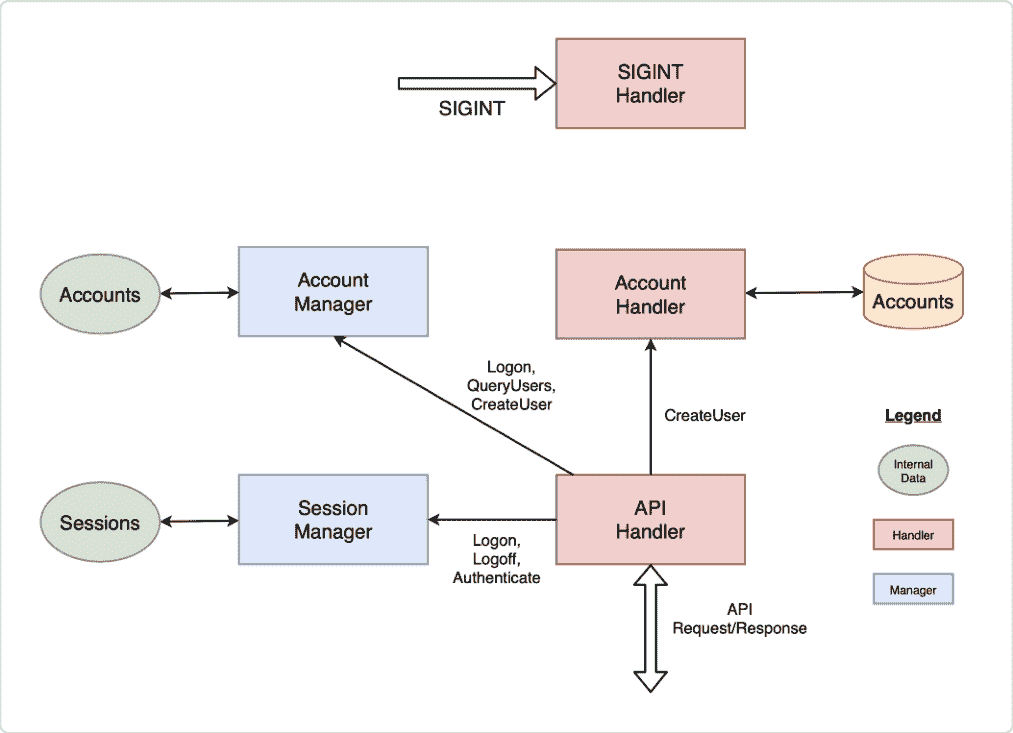 SIGINT
Handler
SIGINT
Accounts
Account
Manager
Account
Handler
Accounts
Logon,
QueryUsers,
CreateUser
CreateUser
Legend
Internal
Data
Sessions
Session
Manager
API
Handler
Handler
Logon,
Logoff,
Authenticate
Manager
API
Request/Response